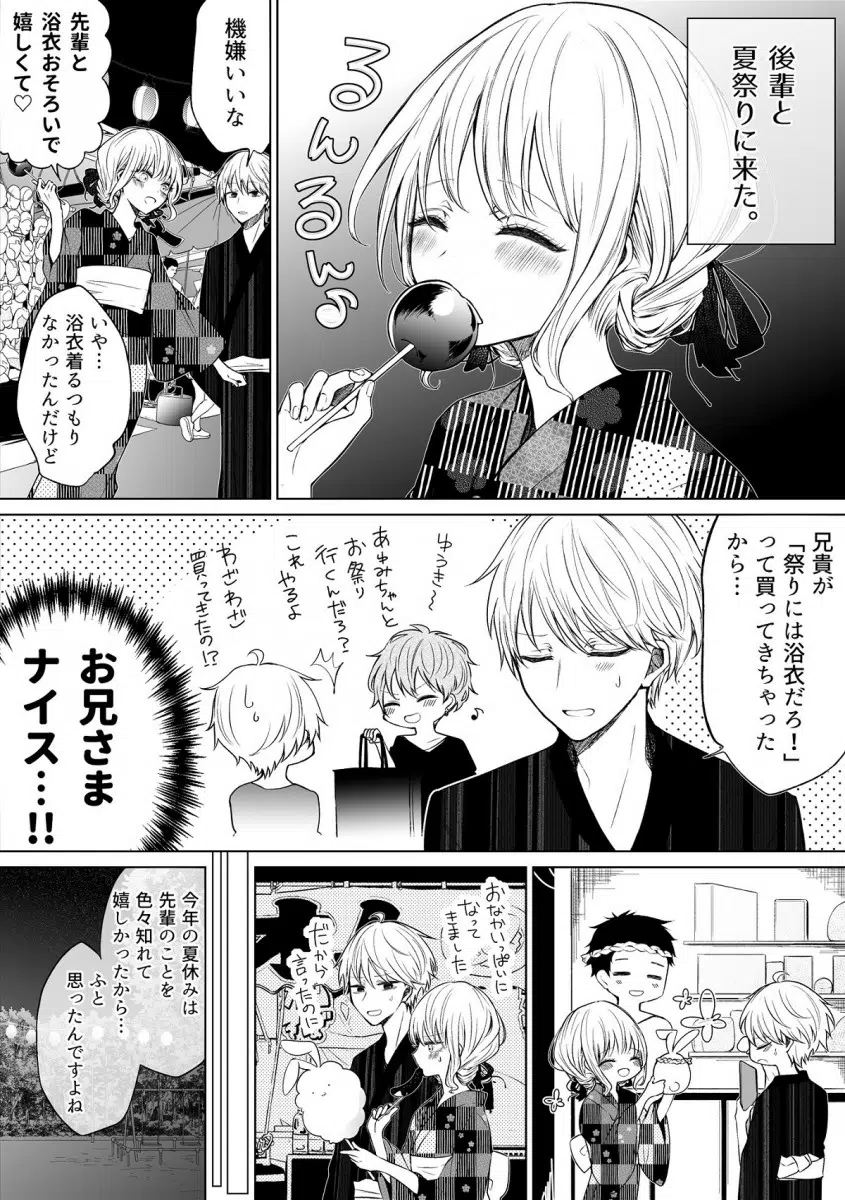 後輩と
夏祭りに来た。
るんるん♪
機嫌いいな
先輩と
浴衣おそろいで
嬉しくて♡
いや…
浴衣着るつもり
なかったんだけど
兄貴が
「祭りには浴衣だろ！」
って買ってきちゃった
から…
ゆうき〜
あゆみちゃんと
お祭り
行くんだろ？
これやるよ
わざわざ
買ってきたの!?
お兄さま
ナイス…!!
おなかいっぱいに
なって
きました
だから
言ったのに
今年の夏休みは
先輩のことを
色々知れて
嬉しかったから…
ふと
思ったんですよね